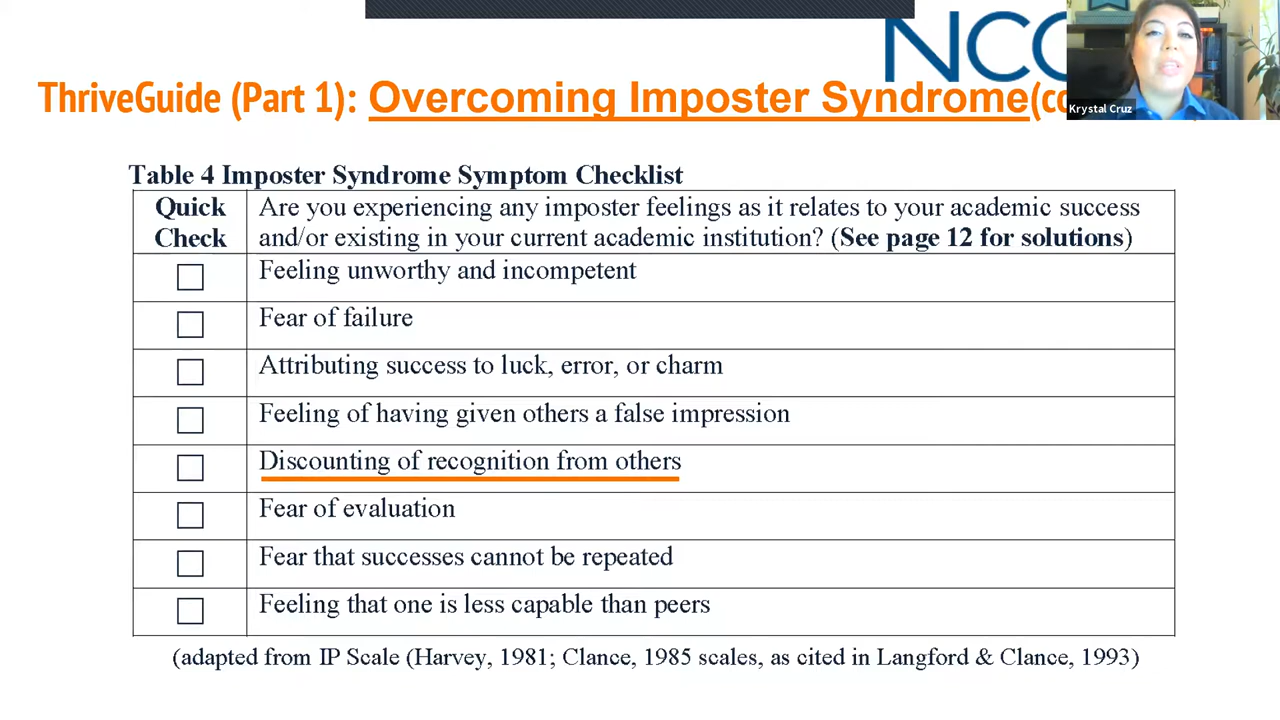 NCC
ThriveGuide (Part 1): Overcoming Imposter Syndrome
Krystal Cruz
Table 4 Imposter Syndrome Symptom Checklist
Quick Check
Are you experiencing any imposter feelings as it relates to your academic success
and/or existing in your current academic institution? (See page 12 for solutions)
Feeling unworthy and incompetent
Fear of failure
Attributing success to luck, error, or charm
Feeling of having given others a false impression
Discounting of recognition from others
Fear of evaluation
Fear that successes cannot be repeated
Feeling that one is less capable than peers
(adapted from IP Scale (Harvey, 1981; Clance, 1985 scales, as cited in Langford & Clance, 1993)